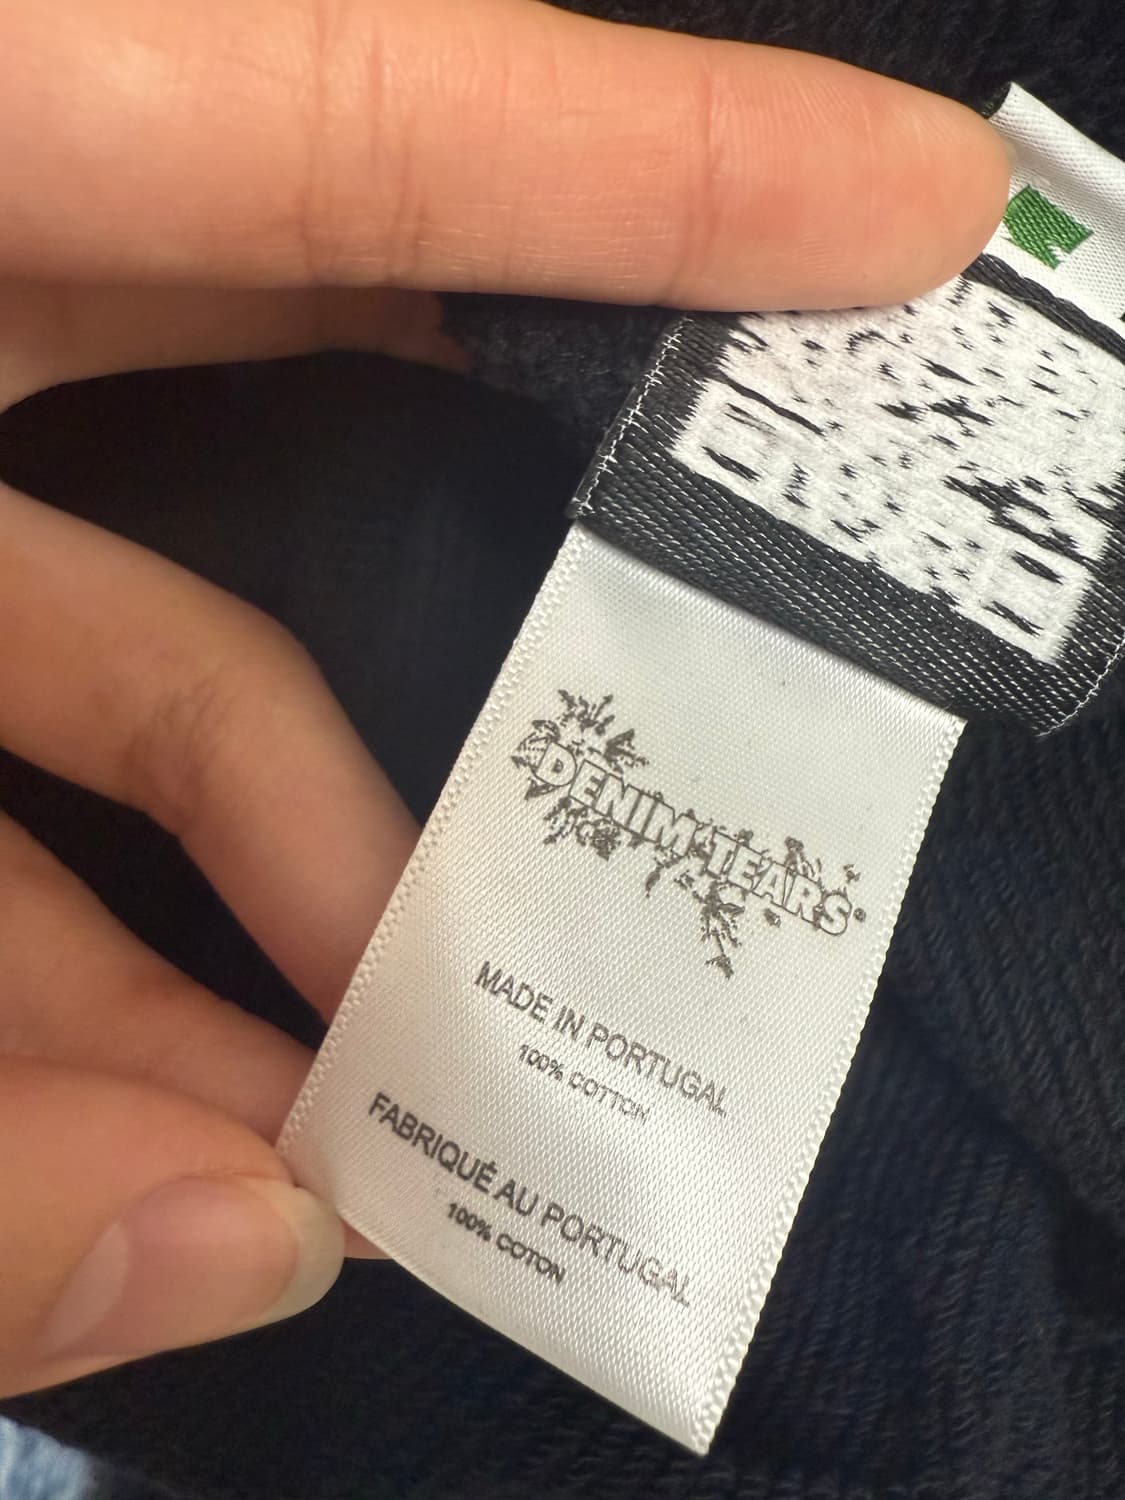 DENIM TEARS
MADE IN PORTUGAL
100% COTTON
FABRIQUÉ AU PORTUGAL
100% COTON